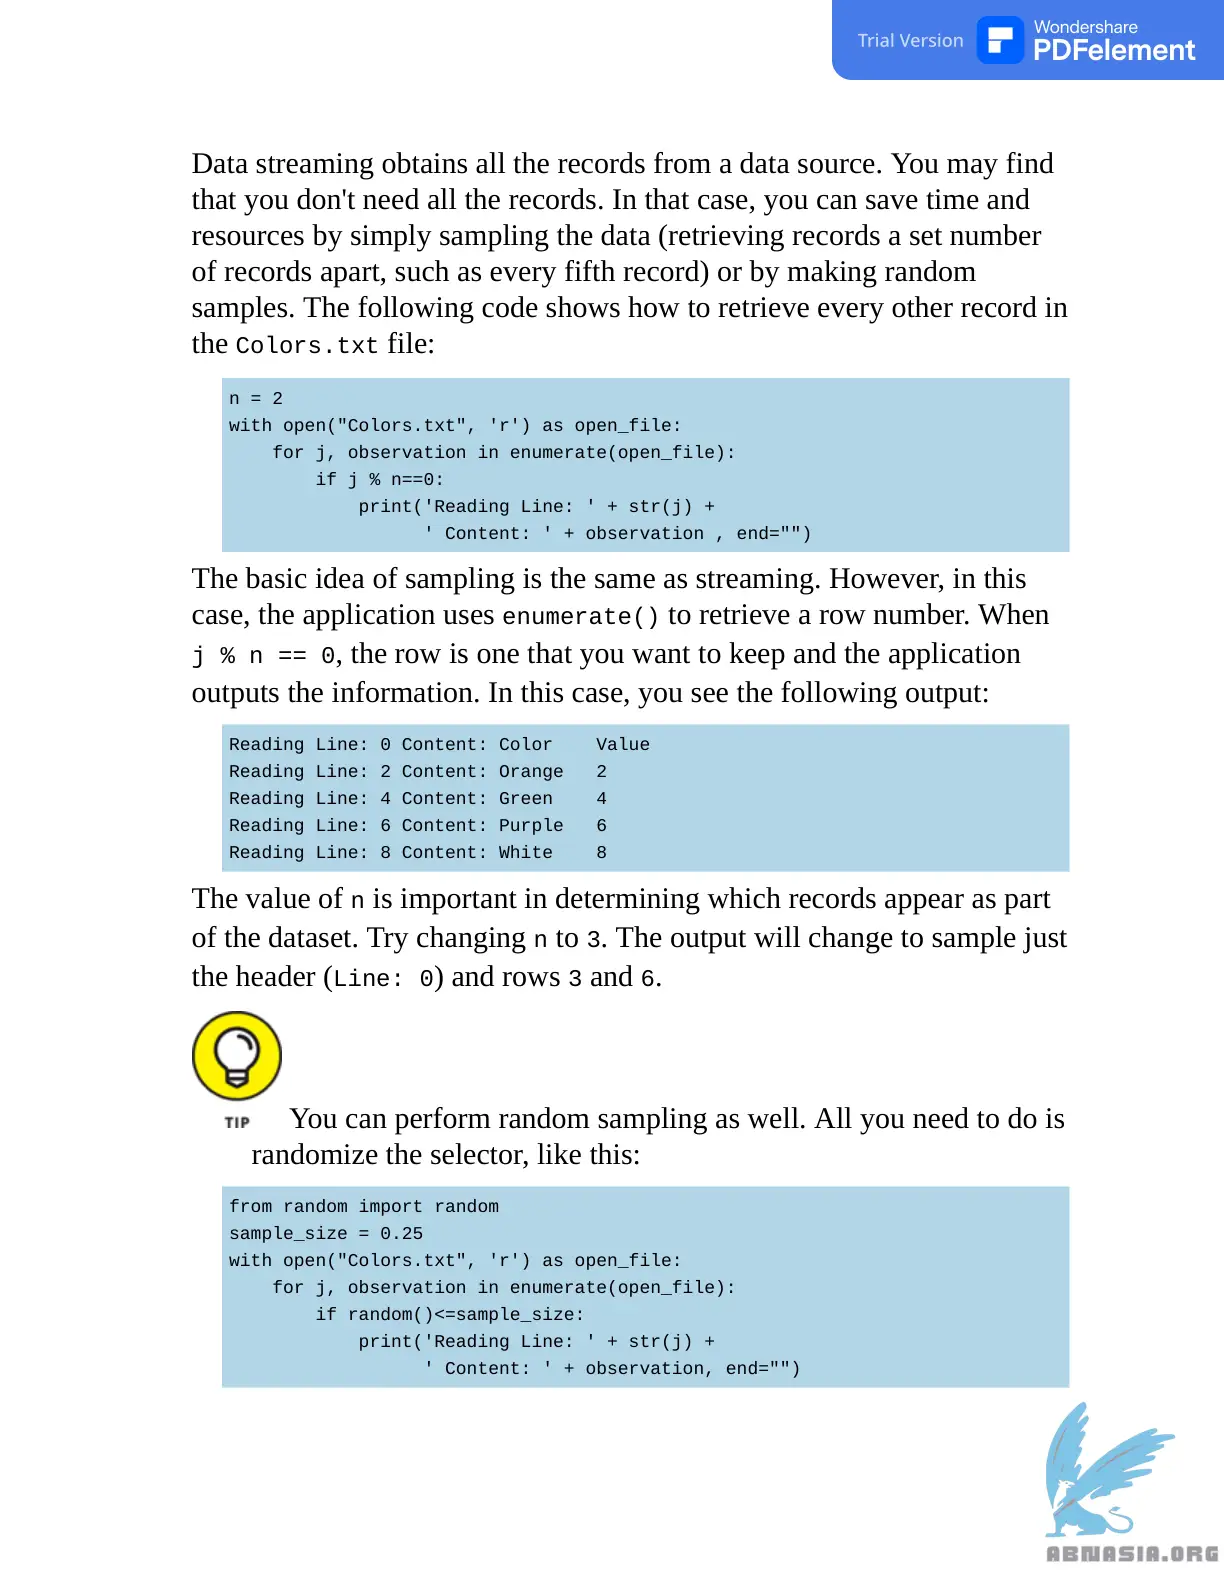 Trial Version
Wondershare
PDFelement
Data streaming obtains all the records from a data source. You may find
that you don't need all the records. In that case, you can save time and
resources by simply sampling the data (retrieving records a set number
of records apart, such as every fifth record) or by making random
samples. The following code shows how to retrieve every other record in
the Colors.txt file:
n = 2
with open("Colors.txt", 'r') as open_file:
    for j, observation in enumerate(open_file):
        if j % n==0:
            print('Reading Line: ' + str(j) +
                  ' Content: ' + observation , end="")
The basic idea of sampling is the same as streaming. However, in this
case, the application uses enumerate() to retrieve a row number. When
j % n == 0, the row is one that you want to keep and the application
outputs the information. In this case, you see the following output:
Reading Line: 0 Content: Color    Value
Reading Line: 2 Content: Orange   2
Reading Line: 4 Content: Green    4
Reading Line: 6 Content: Purple   6
Reading Line: 8 Content: White    8
The value of n is important in determining which records appear as part
of the dataset. Try changing n to 3. The output will change to sample just
the header (Line: 0) and rows 3 and 6.
TIP You can perform random sampling as well. All you need to do is
randomize the selector, like this:
from random import random
sample_size = 0.25
with open("Colors.txt", 'r') as open_file:
    for j, observation in enumerate(open_file):
        if random()<=sample_size:
            print('Reading Line: ' + str(j) +
                  ' Content: ' + observation, end="")
ABNASIA.ORG